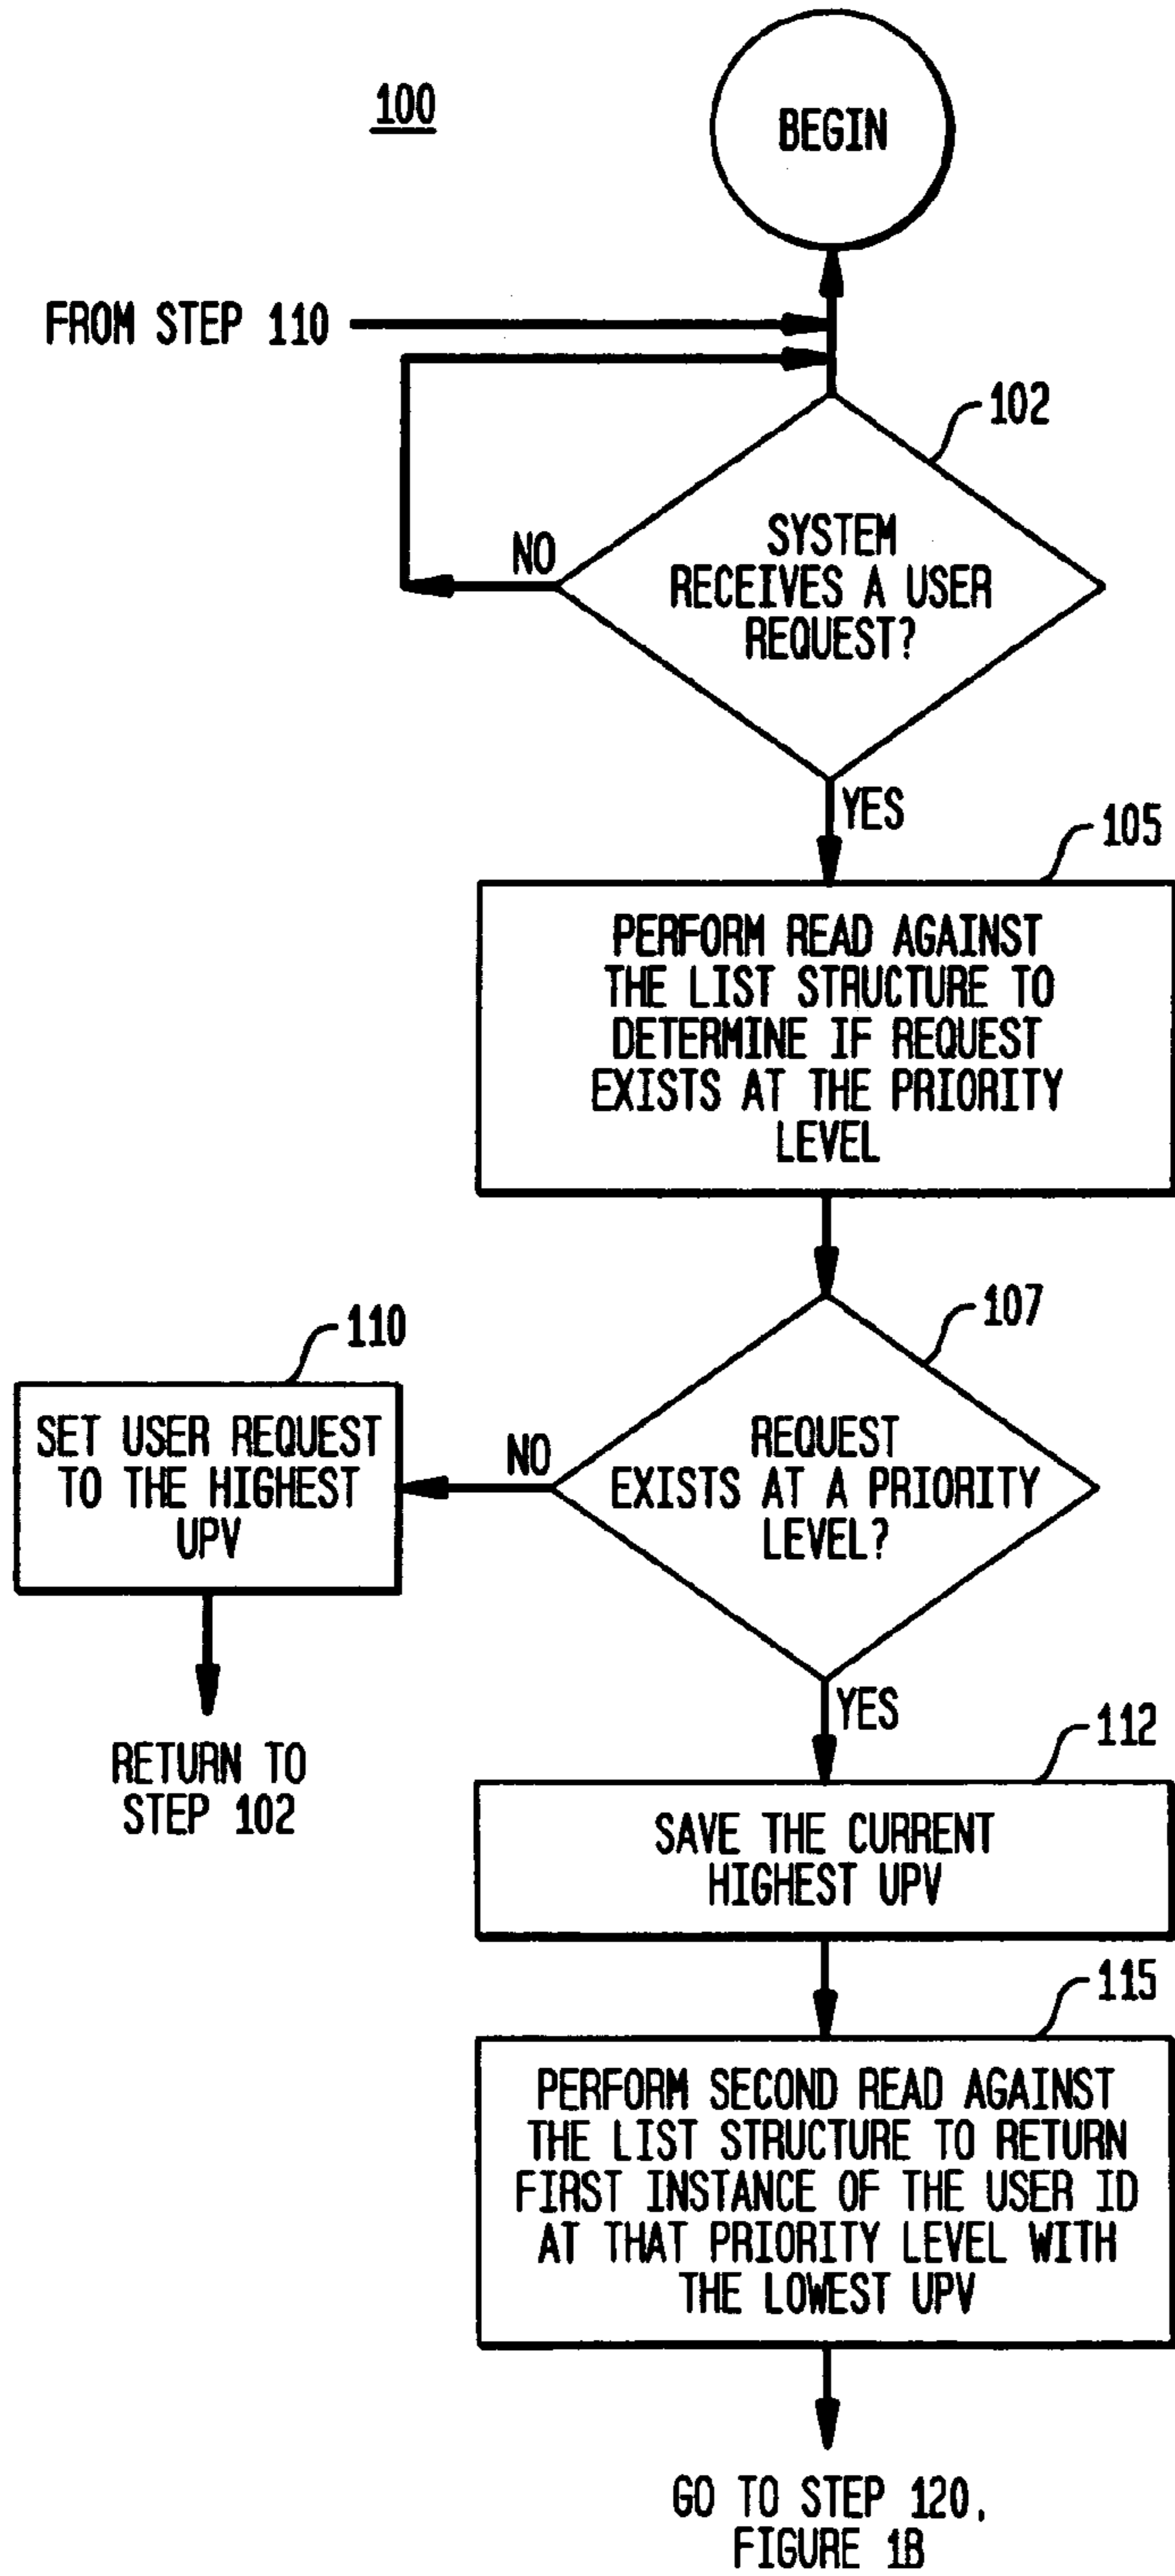 100
BEGIN
FROM STEP 110
102
NO
SYSTEM
RECEIVES A USER
REQUEST?
YES
105
PERFORM READ AGAINST
THE LIST STRUCTURE TO
DETERMINE IF REQUEST
EXISTS AT THE PRIORITY
LEVEL
107
110
SET USER REQUEST
TO THE HIGHEST
UPV
NO
REQUEST
EXISTS AT A PRIORITY
LEVEL?
YES
RETURN TO
STEP 102
112
SAVE THE CURRENT
HIGHEST UPV
115
PERFORM SECOND READ AGAINST
THE LIST STRUCTURE TO RETURN
FIRST INSTANCE OF THE USER ID
AT THAT PRIORITY LEVEL WITH
THE LOWEST UPV
GO TO STEP 120,
FIGURE 1B